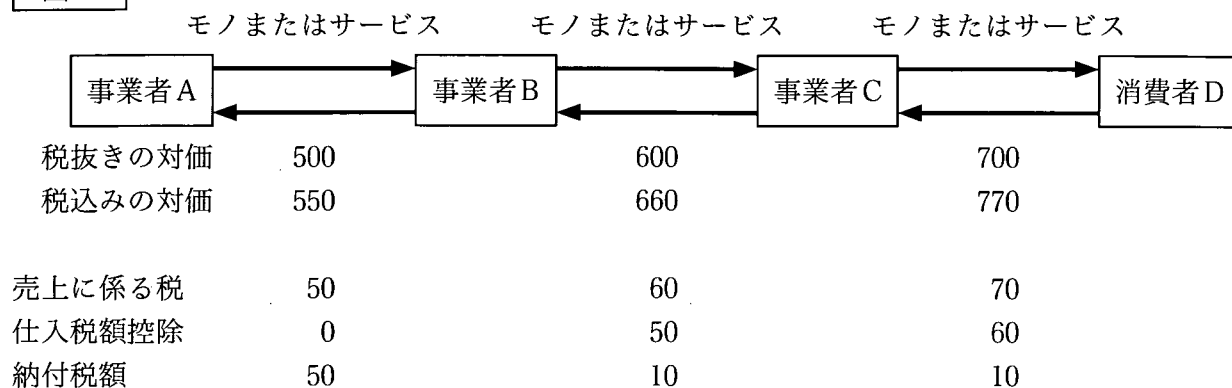 モノまたはサービス モノまたはサービス モノまたはサービス
事業者A 事業者B 事業者C 消費者D
税抜きの対価 500 600 700
税込みの対価 550 660 770
売上に係る税 50 60 70
仕入税額控除 0 50 60
納付税額 50 10 10